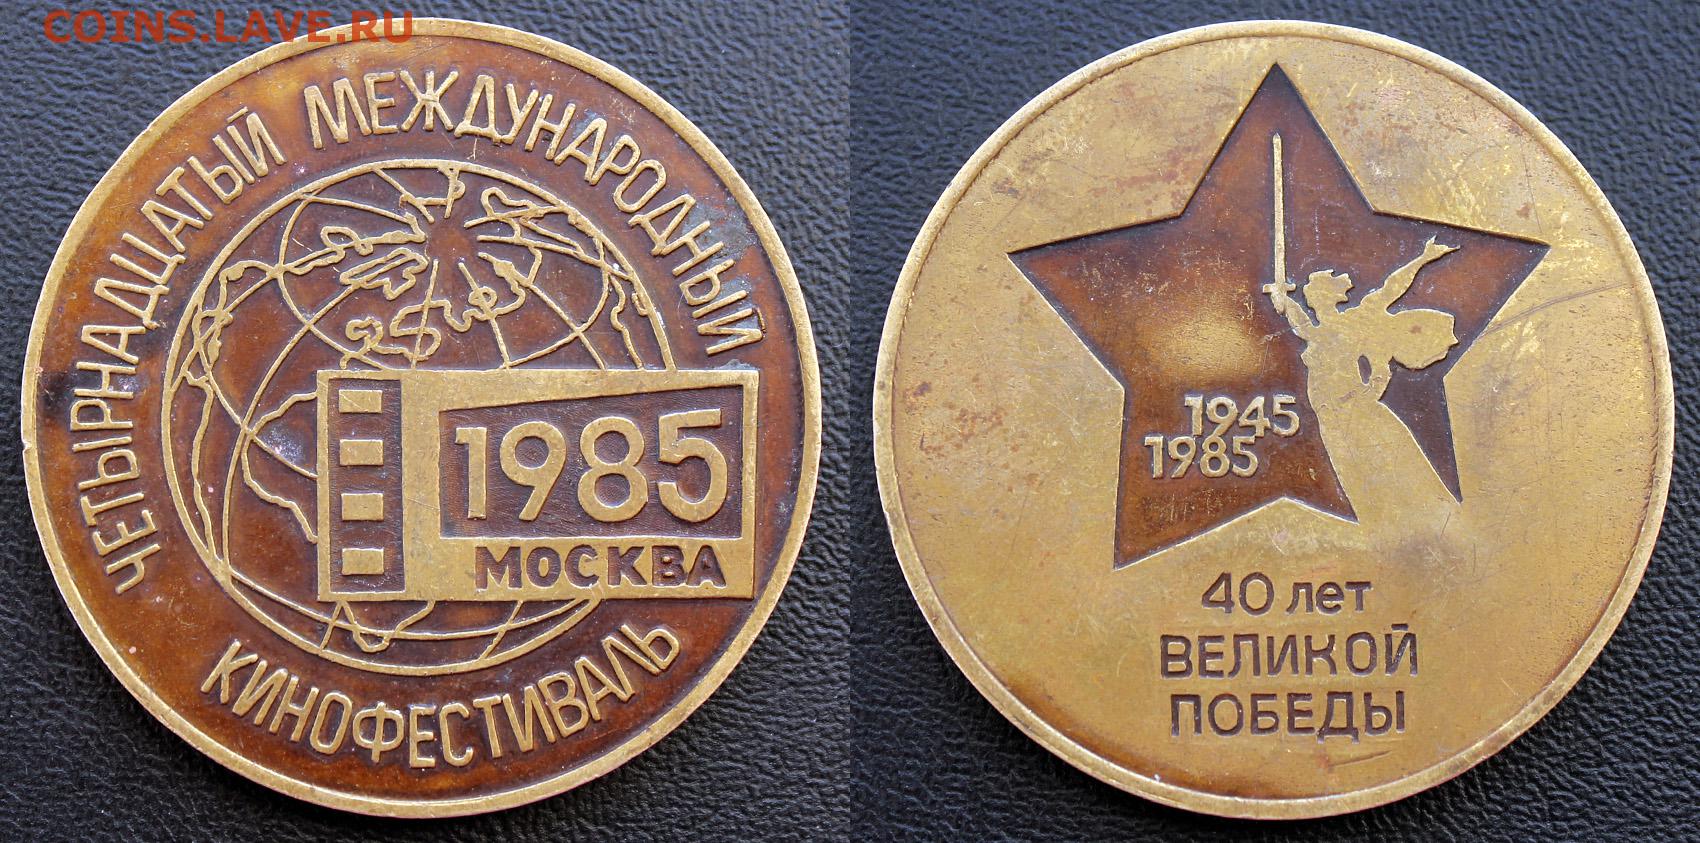 COINS.LAVE.RU
ЧЕТЫРНАДЦАТЫЙ МЕЖДУНАРОДНЫЙ
1985
МОСКВА
КИНОФЕСТИВАЛЬ
1945
1985
40 лет
ВЕЛИКОЙ
ПОБЕДЫ